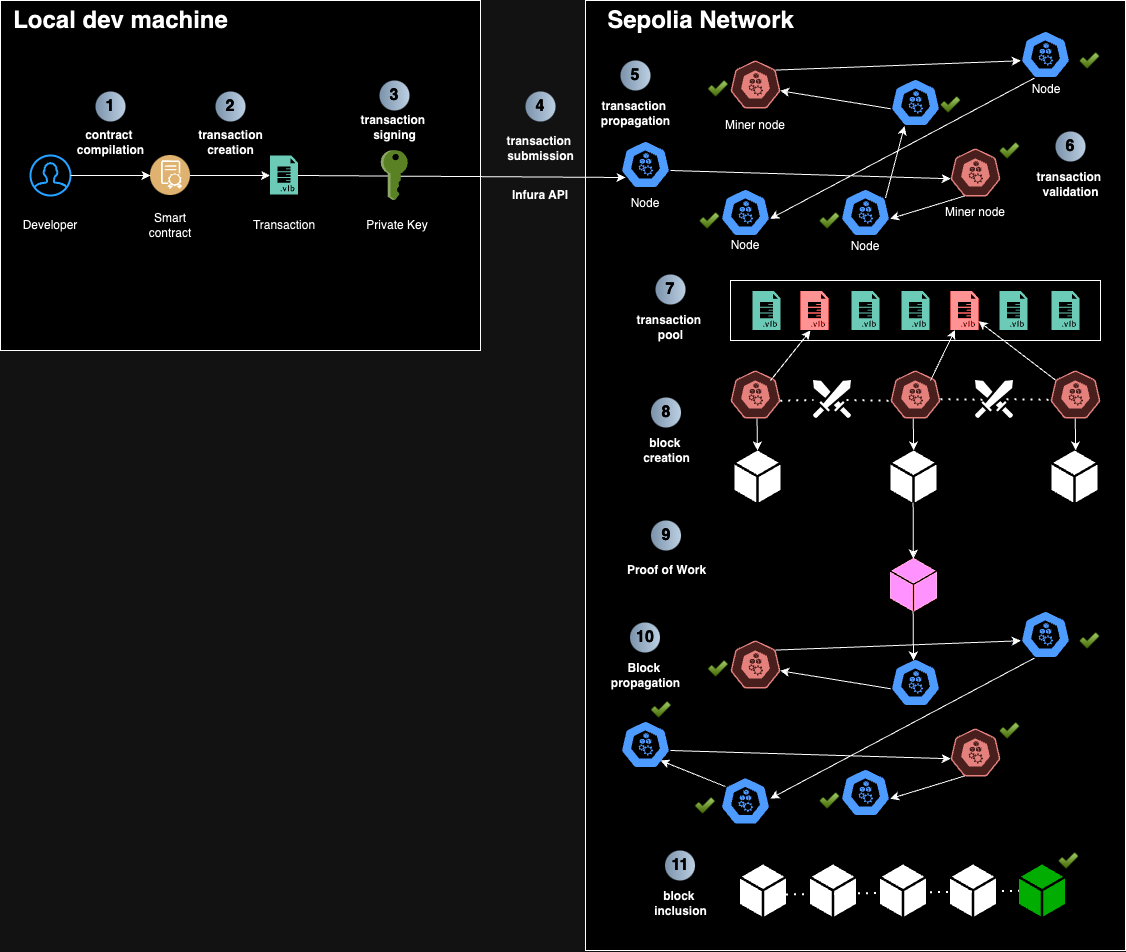 Local dev machine
1
contract
compilation
2
transaction
creation
3
transaction
signing
.vlb
Developer
Smart
contract
Transaction
Private Key
4
transaction
submission
Infura API
Sepolia Network
5
transaction
propagation
Miner node
Node
6
transaction
validation
Node
Miner node
Node
Node
7
transaction
pool
.vlb
.vlb
.vlb
.vlb
.vlb
.vlb
.vlb
8
block
creation
9
Proof of Work
10
Block
propagation
11
block
inclusion